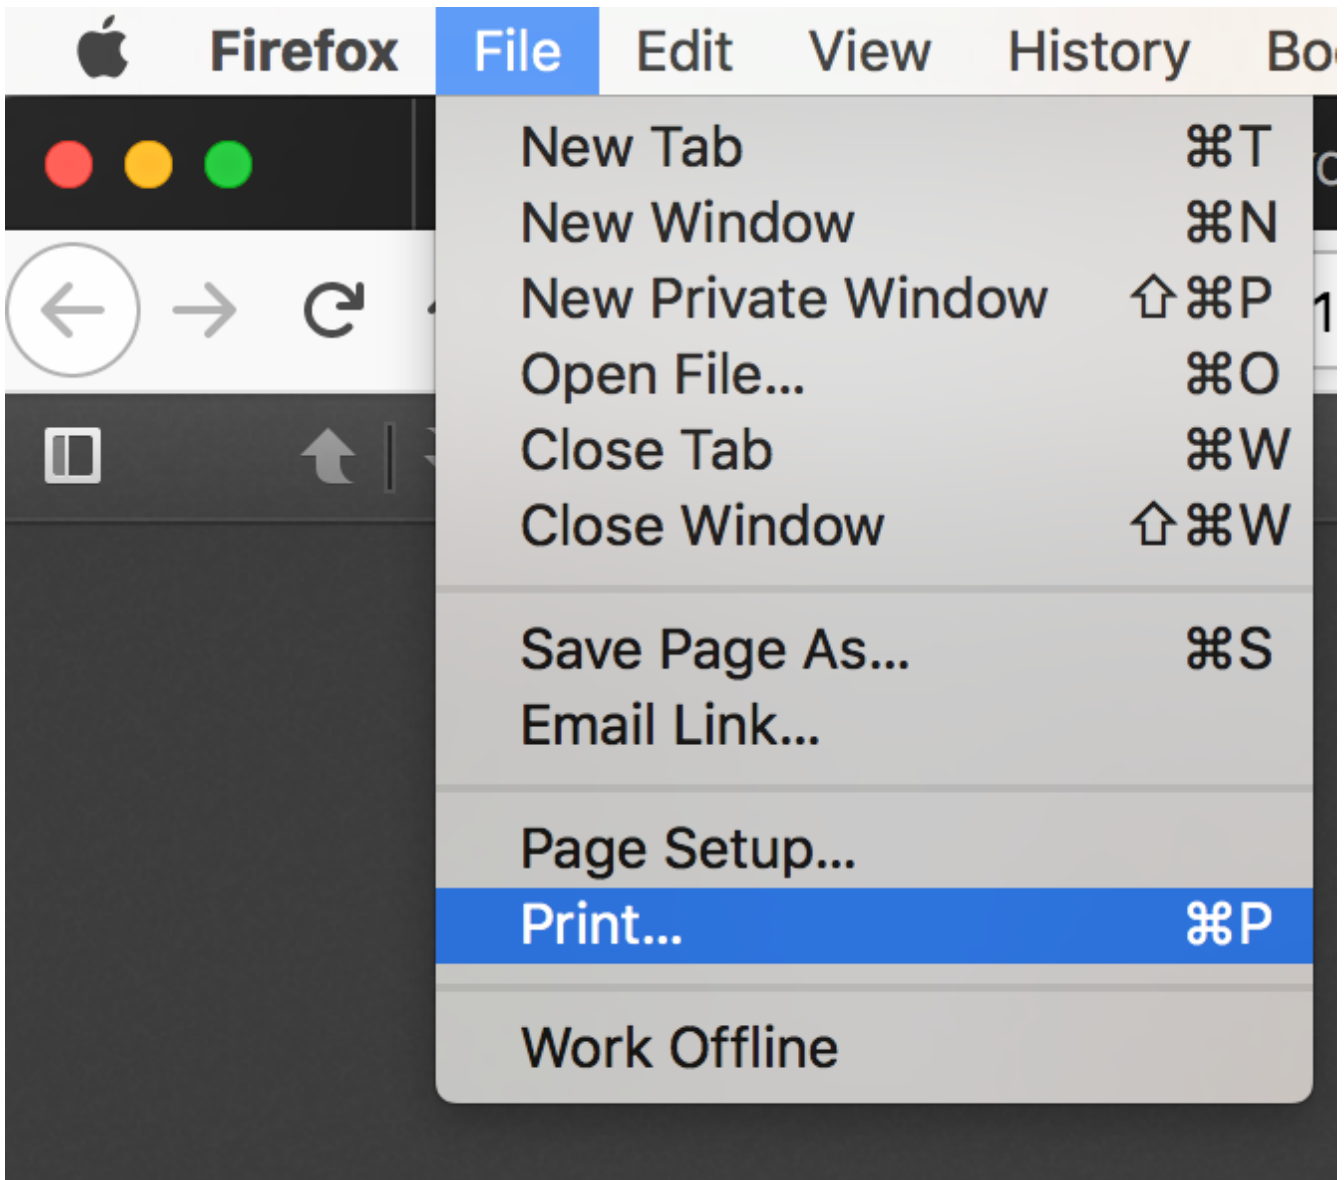 Firefox File Edit View History
New Tab ⌘T
New Window ⌘N
New Private Window ⇧⌘P
Open File... ⌘O
Close Tab ⌘W
Close Window ⇧⌘W
Save Page As... ⌘S
Email Link...
Page Setup...
Print... ⌘P
Work Offline